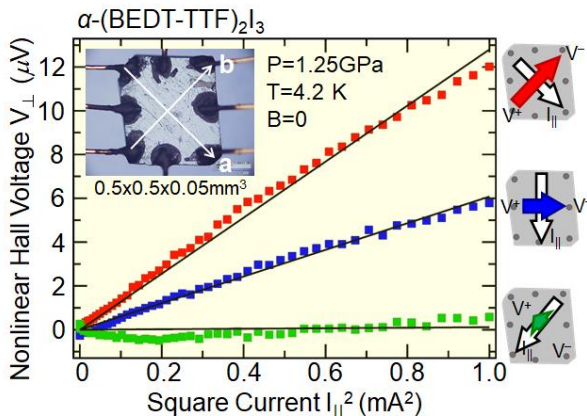 α-(BEDT-TTF)₂I₃
Nonlinear Hall Voltage V⊥ (μV)
12
10
8
6
4
2
0
b
a
0.5x0.5x0.05mm³
P=1.25GPa
T=4.2 K
B=0
0 0.2 0.4 0.6 0.8 1.0
Square Current I||² (mA²)
V⁻
V⁺ I||
V⁺ V⁻
I||
V⁺
I|| V⁻